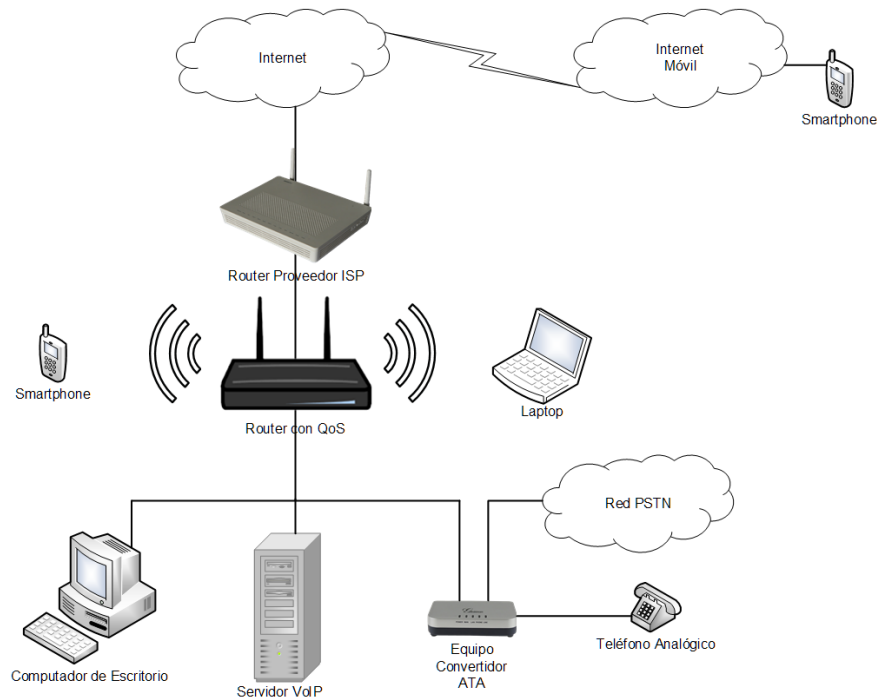 Internet
Internet
Móvil
Smartphone
Router Proveedor ISP
Smartphone
Router con QoS
Laptop
Red PSTN
Computador de Escritorio
Servidor VoIP
Equipo
Convertidor
ATA
Teléfono Analógico